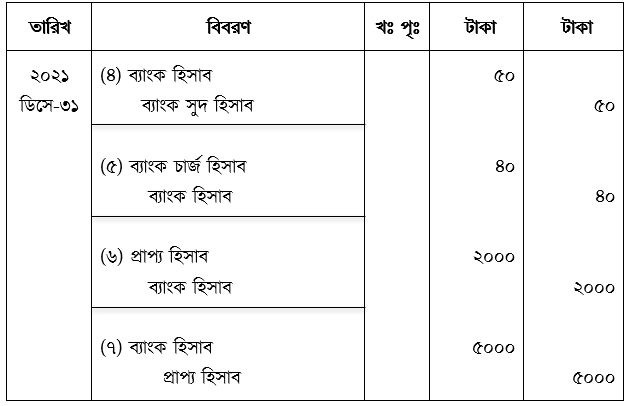 তারিখ বিবরণ খঃ পৃঃ টাকা টাকা
২০২১ (৪) ব্যাংক হিসাব ৫০
ডিসে-৩১ ব্যাংক সুদ হিসাব ৫০
(৫) ব্যাংক চার্জ হিসাব ৪০
ব্যাংক হিসাব ৪০
(৬) প্রাপ্য হিসাব ২০০০
ব্যাংক হিসাব ২০০০
(৭) ব্যাংক হিসাব ৫০০০
প্রাপ্য হিসাব ৫০০০